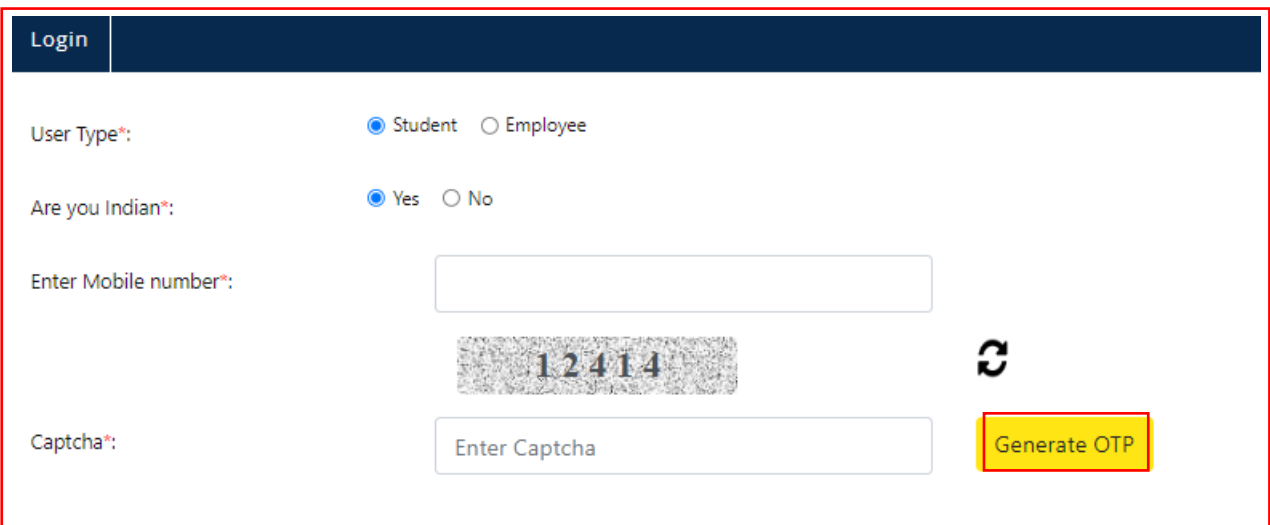 Login
User Type*: Student Employee
Are you Indian*: Yes No
Enter Mobile number*:
12414
Captcha*: Enter Captcha Generate OTP